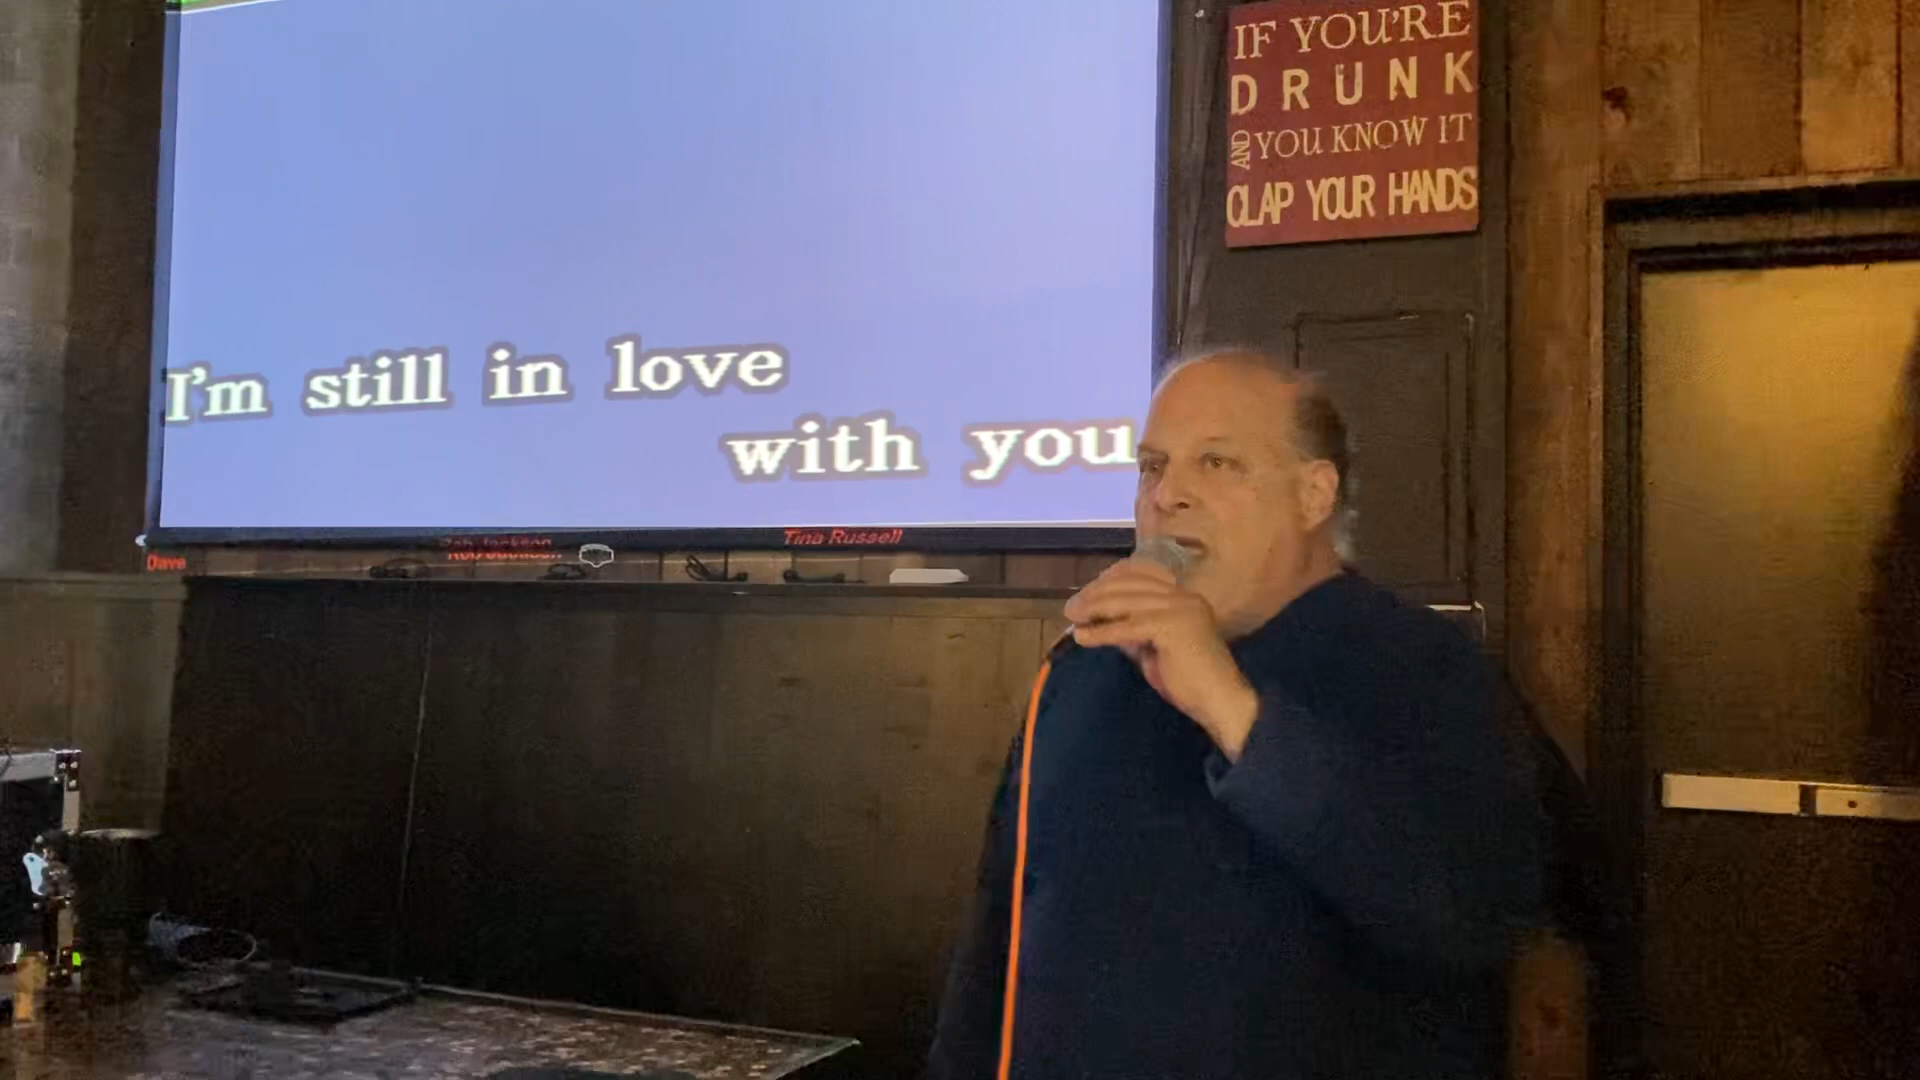 I'm still in love
with you
IF YOU'RE
DRUNK
AND YOU KNOW IT
CLAP YOUR HANDS
Dave
Tina Russell